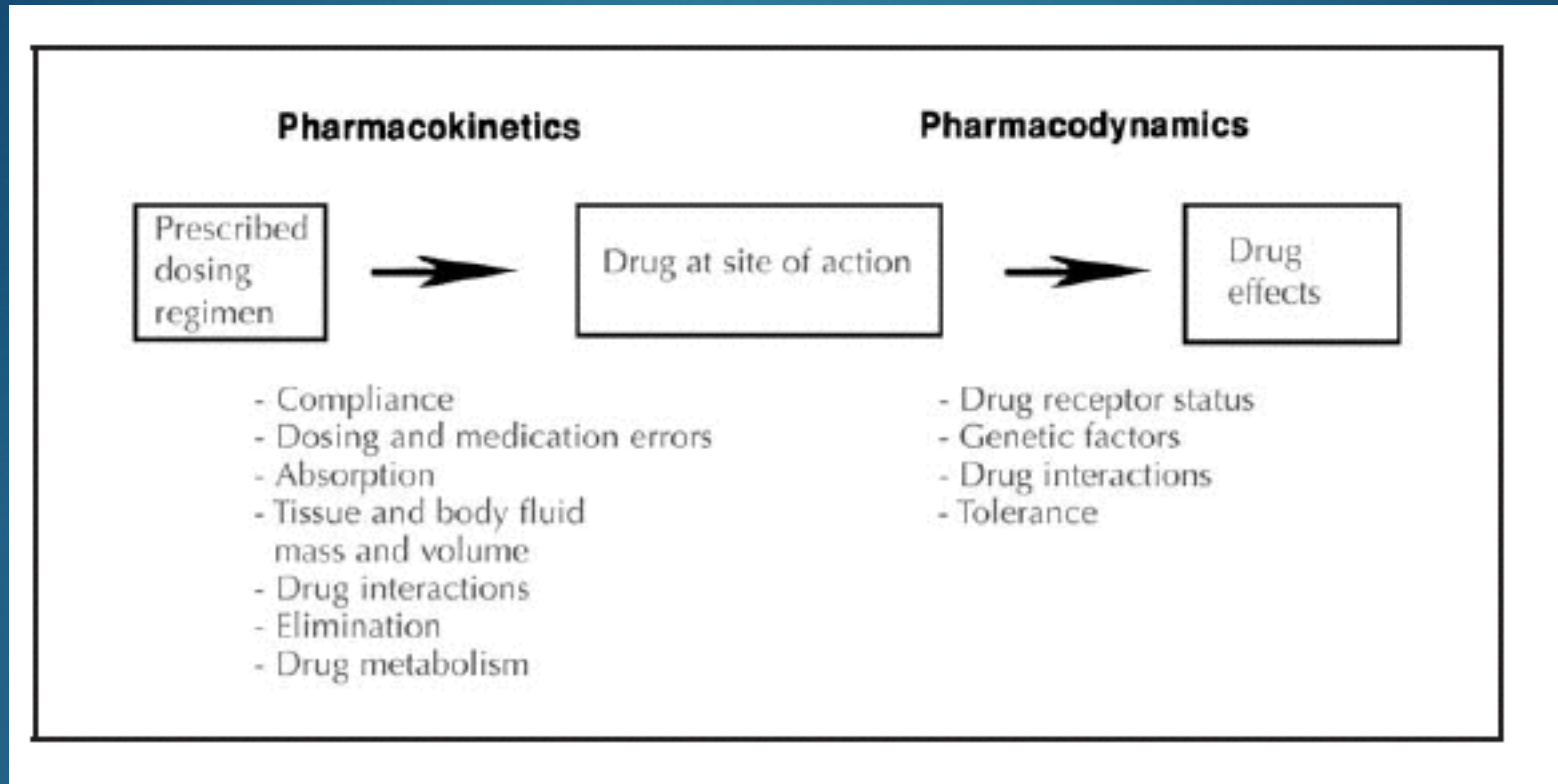 Pharmacokinetics
Pharmacodynamics
Prescribed
dosing
regimen
Drug at site of action
Drug
effects
- Compliance
- Dosing and medication errors
- Absorption
- Tissue and body fluid
mass and volume
- Drug interactions
- Elimination
- Drug metabolism
- Drug receptor status
- Genetic factors
- Drug interactions
- Tolerance